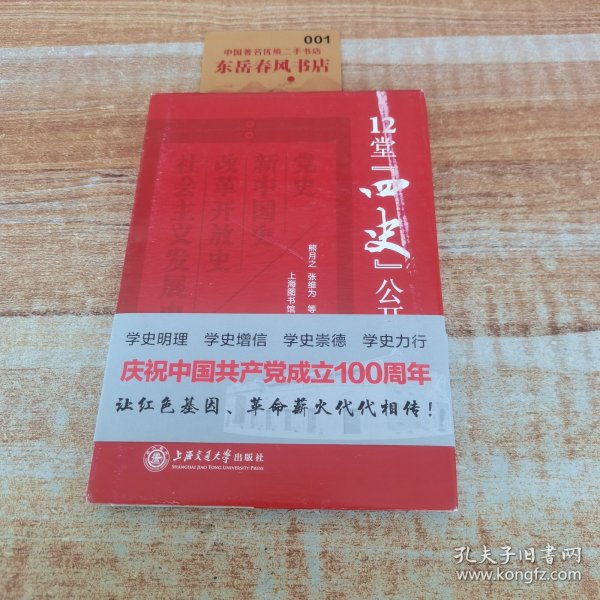 001
中国著名优质二手书店
东岳春风书店
12堂『四史』公开
熊月之 张维为 等
上海图书馆
党史
新中国史
改革开放史
社会主义发展
学史明理 学史增信 学史崇德 学史力行
庆祝中国共产党成立100周年
让红色基因、革命薪火代代相传！
上海交通大学出版社
SHANGHAI JIAO TONG UNIVERSITY PRESS
孔夫子旧书网
www.kongfz.com